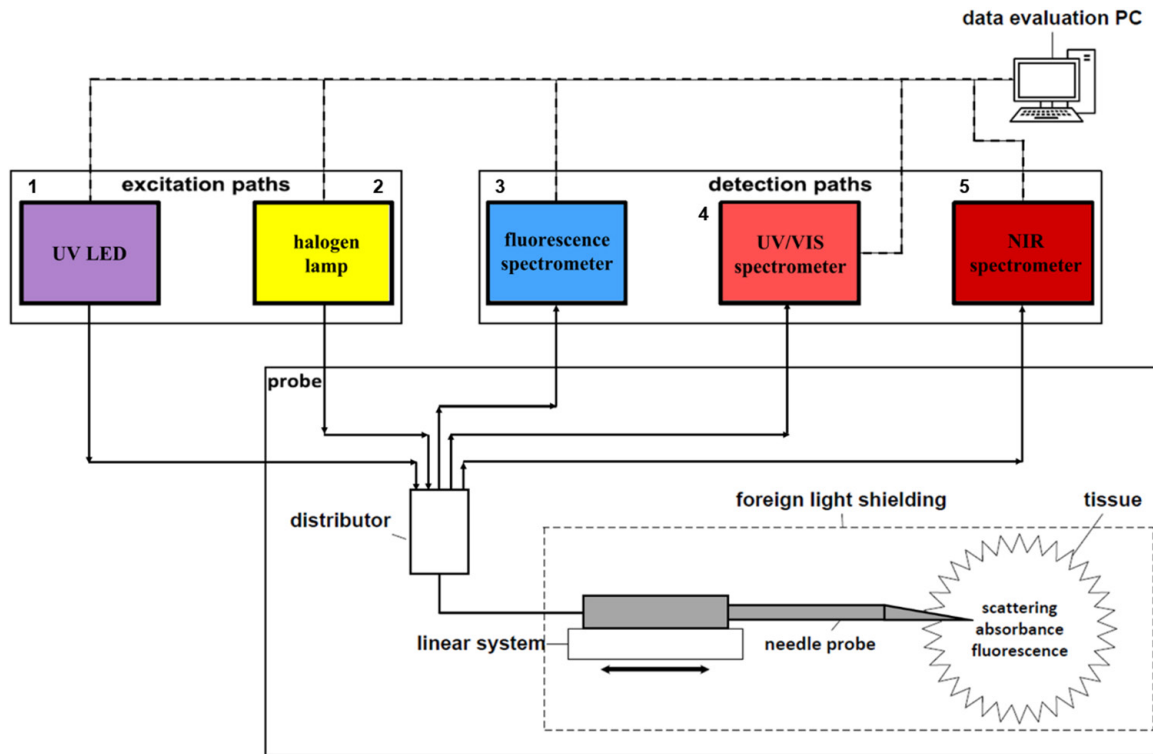 data evaluation PC
1
excitation paths
2
3
detection paths
5
4
UV LED
halogen
lamp
fluorescence
spectrometer
UV/VIS
spectrometer
NIR
spectrometer
probe
distributor
foreign light shielding
tissue
scattering
absorbance
fluorescence
linear system
needle probe